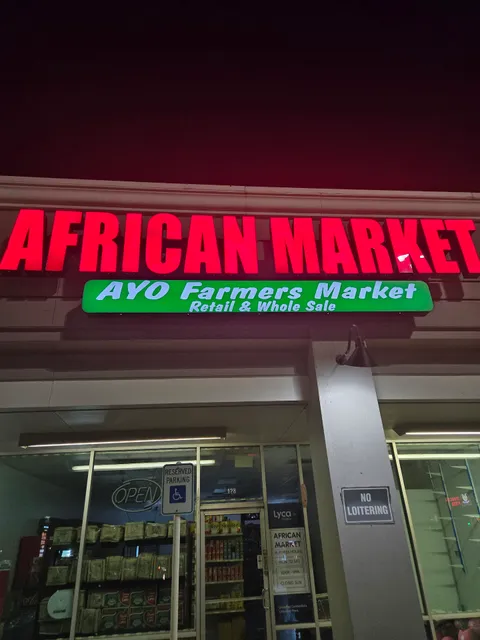 AFRICAN MARKET
AYO Farmers Market
Retail & Whole Sale
RESERVED
PARKING
OPEN
Lyca
AFRICAN
MARKET
NO
LOITERING